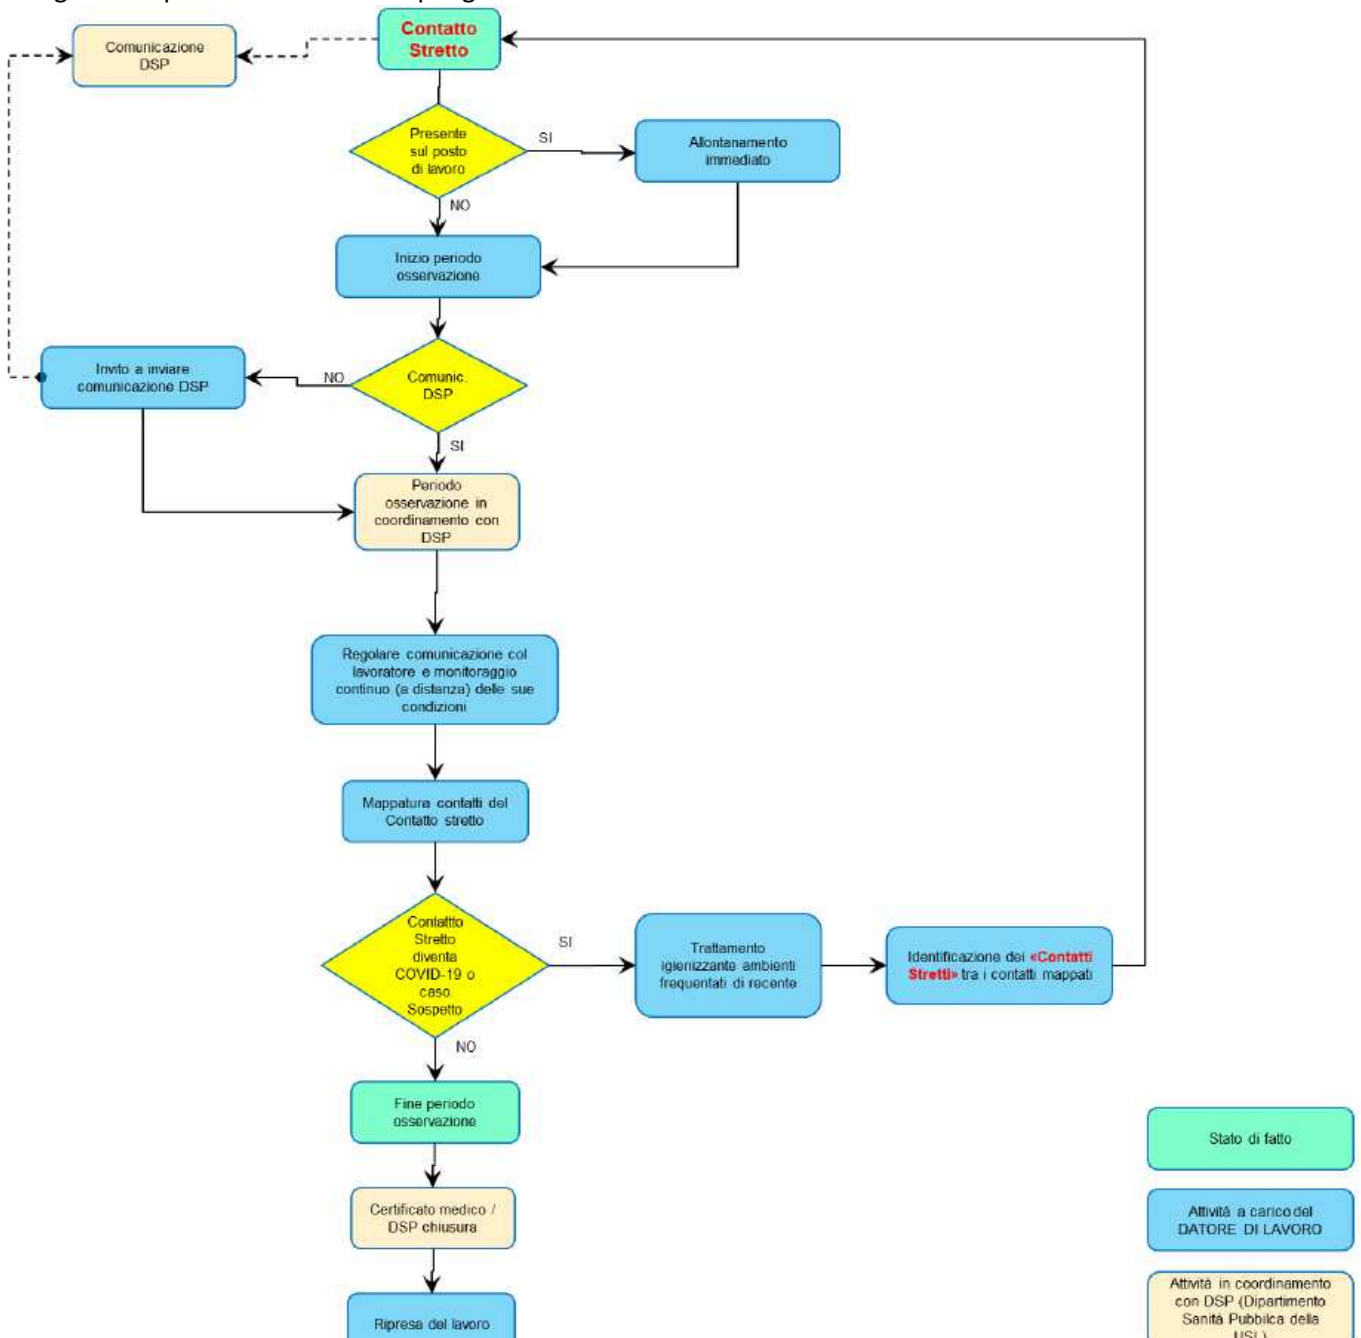 Comunicazione
DSP
Contatto
Stretto
Presente
sul posto
di lavoro
SI
Allontanamento
immediato
NO
Inizio periodo
osservazione
Invito a inviare
comunicazione DSP
NO
Comunic.
DSP
SI
Periodo
osservazione in
coordinamento con
DSP
Regolare comunicazione col
lavoratore e monitoraggio
continuo (a distanza) delle sue
condizioni
Mappatura contatti del
Contatto stretto
Contattto
Stretto
diventa
COVID-19 o
caso
Sospetto
SI
Trattamento
igienizzante ambienti
frequentati di recente
Identificazione dei «Contatti
Stretti» tra i contatti mappati
NO
Fine periodo
osservazione
Certificato medico /
DSP chiusura
Ripresa del lavoro
Stato di fatto
Attività a carico del
DATORE DI LAVORO
Attività in coordinamento
con DSP (Dipartimento
Sanità Pubbilca della
USL)